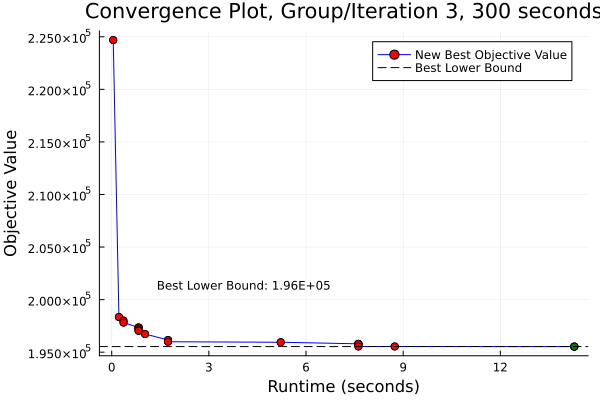 Convergence Plot, Group/Iteration 3, 300 seconds
Objective Value
2.250×10⁵
2.200×10⁵
2.150×10⁵
2.100×10⁵
2.050×10⁵
2.000×10⁵
1.950×10⁵
New Best Objective Value
Best Lower Bound
Best Lower Bound: 1.96E+05
0 3 6 9 12
Runtime (seconds)